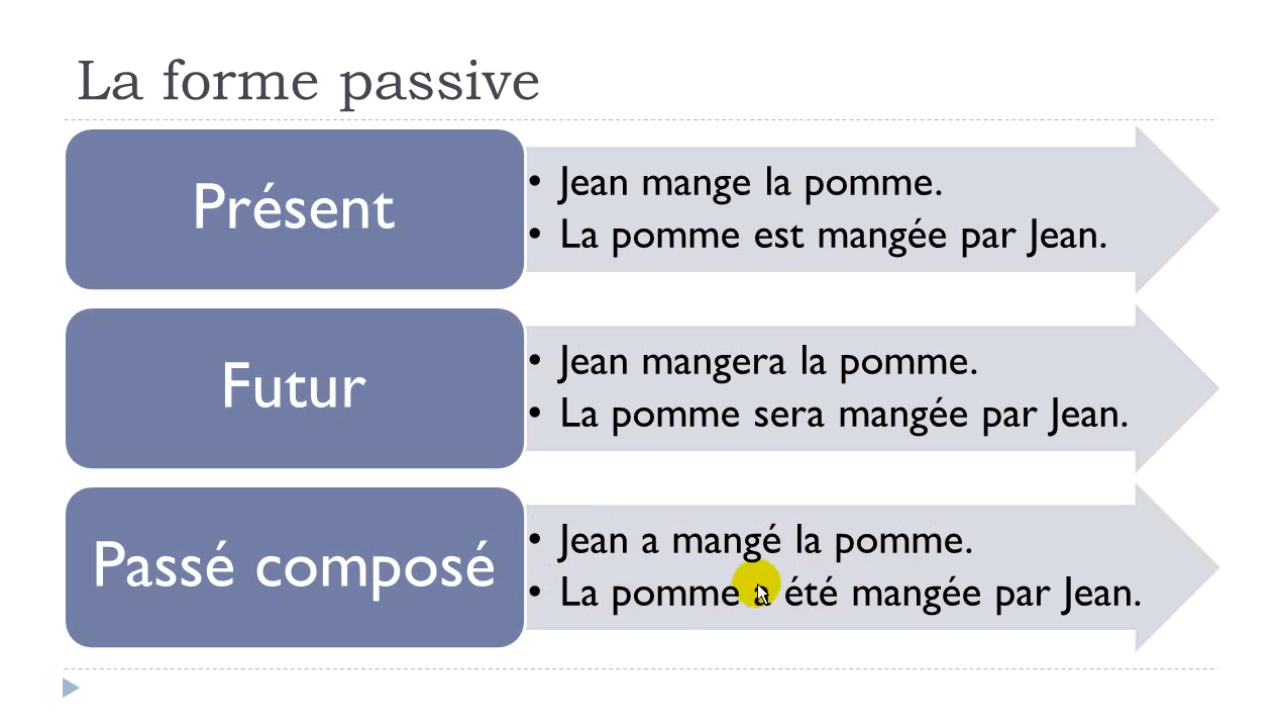 La forme passive
Présent
• Jean mange la pomme.
• La pomme est mangée par Jean.
Futur
• Jean mangera la pomme.
• La pomme sera mangée par Jean.
Passé composé
• Jean a mangé la pomme.
• La pomme a été mangée par Jean.